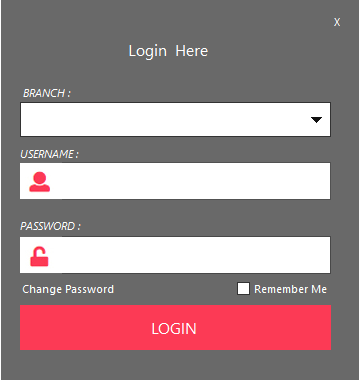 X
Login Here
BRANCH :
USERNAME :
PASSWORD :
Change Password
Remember Me
LOGIN